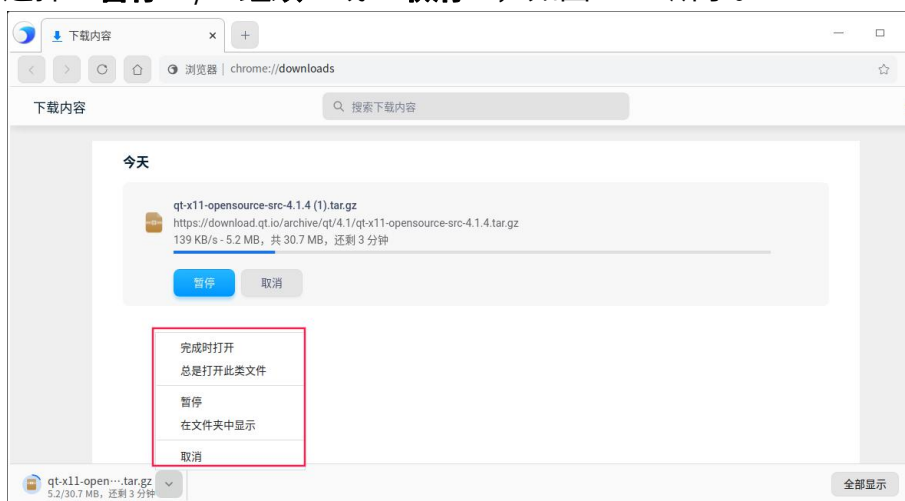 下载内容
浏览器 | chrome://downloads
下载内容
搜索下载内容
今天
qt-x11-opensource-src-4.1.4 (1).tar.gz
https://download.qt.io/archive/qt/4.1/qt-x11-opensource-src-4.1.4.tar.gz
139 KB/s - 5.2 MB，共 30.7 MB，还剩 3 分钟
暂停 取消
完成时打开
总是打开此类文件
暂停
在文件夹中显示
取消
qt-x11-open….tar.gz
5.2/30.7 MB，还剩 3 分钟
全部显示